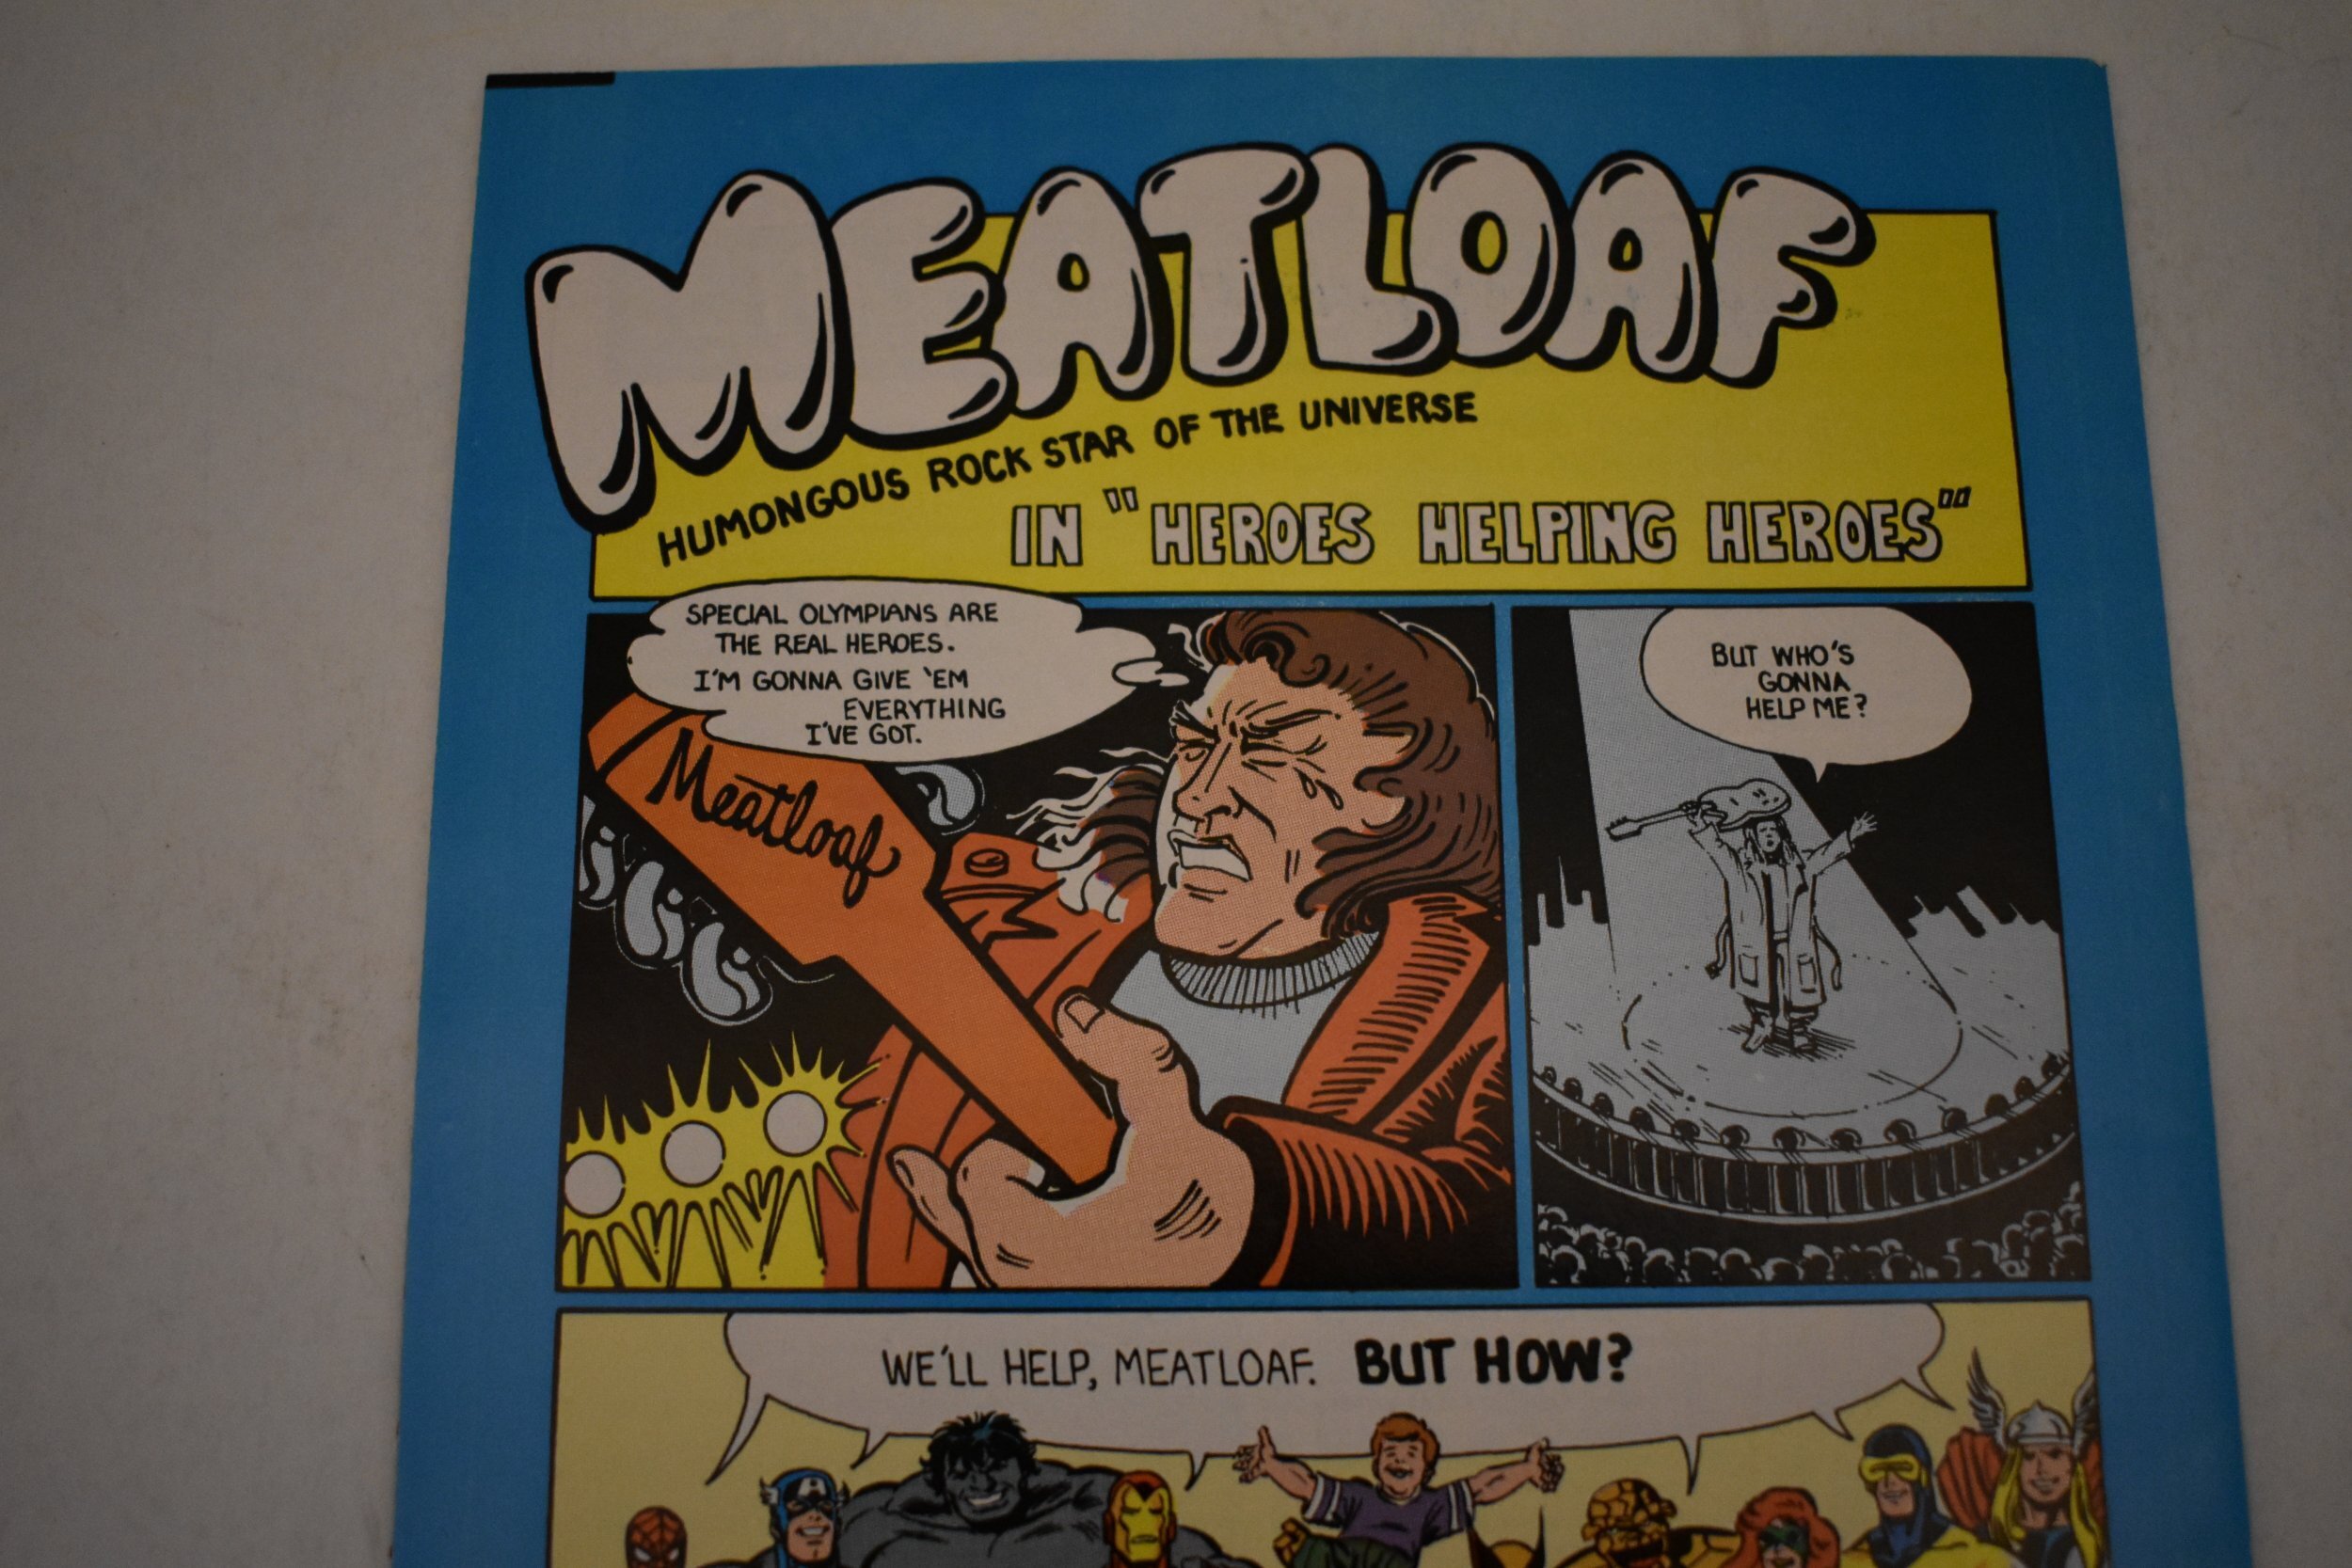 MEATLOAF
HUMONGOUS ROCK STAR OF THE UNIVERSE
IN "HEROES HELPING HEROES"
SPECIAL OLYMPIANS ARE
THE REAL HEROES.
I'M GONNA GIVE 'EM
EVERYTHING
I'VE GOT.
Meatloaf
BUT WHO'S
GONNA
HELP ME?
WE'LL HELP, MEATLOAF. BUT HOW?